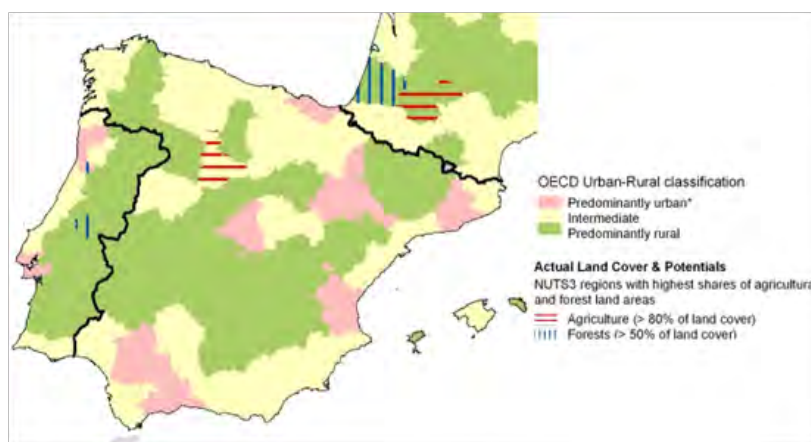 OECD Urban-Rural classification
Predominantly urban*
Intermediate
Predominantly rural
Actual Land Cover & Potentials
NUTS3 regions with highest shares of agricultura
and forest land areas
Agriculture (> 80% of land cover)
Forests (> 50% of land cover)